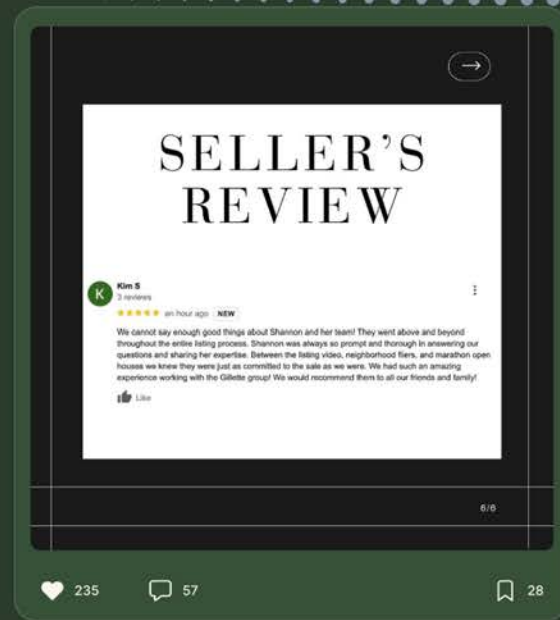 SELLER'S
REVIEW
K
Kim S
3 reviews
an hour ago NEW
We cannot say enough good things about Shannon and her team! They went above and beyond
throughout the entire listing process. Shannon was always so prompt and thorough in answering our
questions and sharing her expertise. Between the listing video, neighborhood fliers, and marathon open
houses we knew they were just as committed to the sale as we were. We had such an amazing
experience working with the Gillette group! We would recommend them to all our friends and family!
Like
6/6
235
57
28